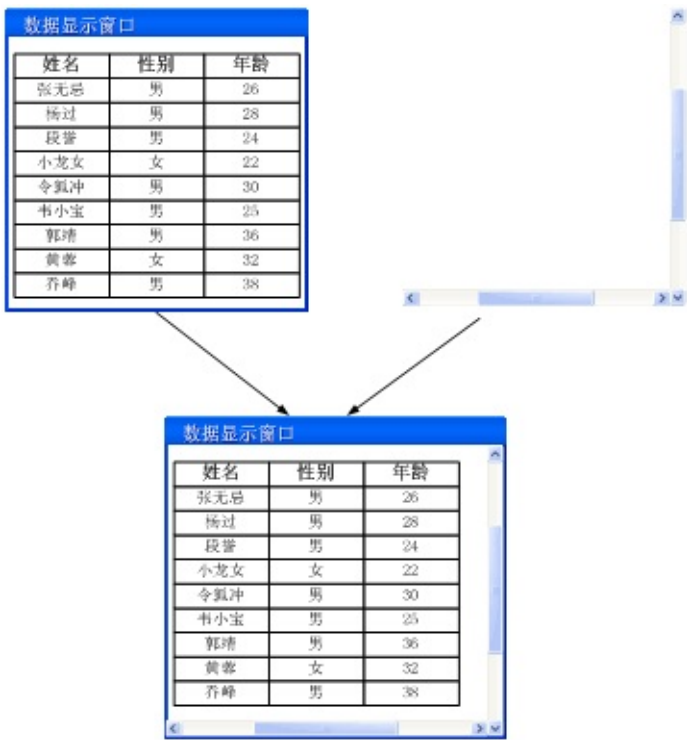 数据显示窗口
姓名 性别 年龄
张无忌 男 26
杨过 男 28
段誉 男 24
小龙女 女 22
令狐冲 男 30
韦小宝 男 25
郭靖 男 36
黄蓉 女 32
乔峰 男 38
数据显示窗口
姓名 性别 年龄
张无忌 男 26
杨过 男 28
段誉 男 24
小龙女 女 22
令狐冲 男 30
韦小宝 男 25
郭靖 男 36
黄蓉 女 32
乔峰 男 38